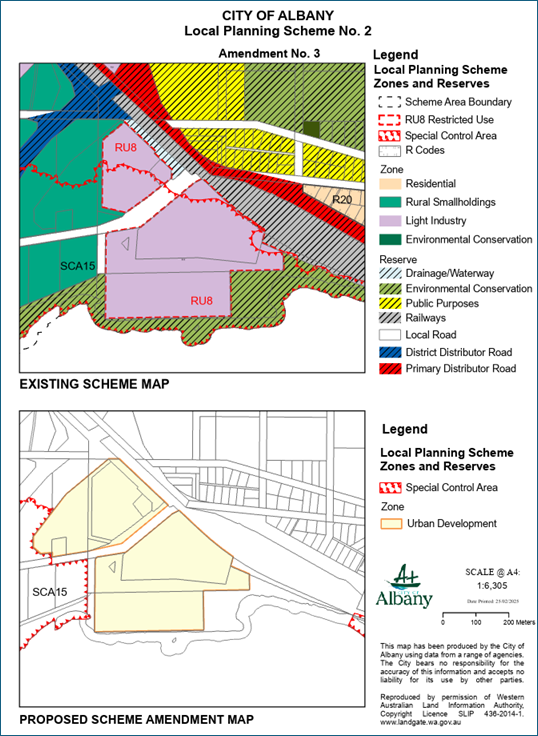 CITY OF ALBANY
Local Planning Scheme No. 2
Amendment No. 3
RU8
R20
SCA15
RU8
EXISTING SCHEME MAP
Legend
Local Planning Scheme
Zones and Reserves
Scheme Area Boundary
RU8 Restricted Use
Special Control Area
R Codes
Zone
Residential
Rural Smallholdings
Light Industry
Environmental Conservation
Reserve
Drainage/Waterway
Environmental Conservation
Public Purposes
Railways
Local Road
District Distributor Road
Primary Distributor Road
SCA15
PROPOSED SCHEME AMENDMENT MAP
Legend
Local Planning Scheme
Zones and Reserves
Special Control Area
Zone
Urban Development
CITY OF
Albany
SCALE @ A4:
1:6,305
Date Printed: 25/02/2025
0 100 200 Meters
This map has been produced by the City of
Albany using data from a range of agencies.
The City bears no responsibility for the
accuracy of this information and accepts no
liability for its use by other parties.
Reproduced by permission of Western
Australian Land Information Authority,
Copyright Licence SLIP 436-2014-1.
www.landgate.wa.gov.au